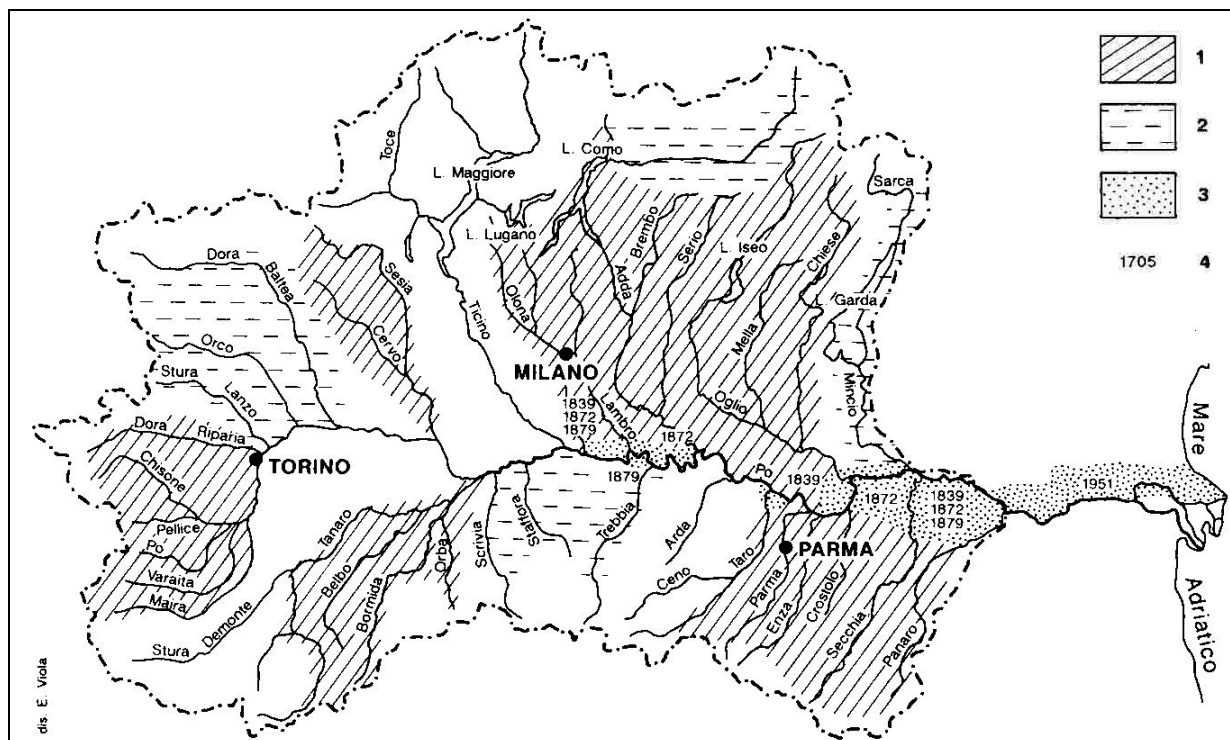 1
2
3
1705 4
Toce
L. Maggiore
L. Como
L. Lugano
Sarca
Dora
Baltea
Sesia
Cervo
Ticino
Olona
Adda
Brembo
Serio
L. Iseo
Mella
Chiese
L. Garda
Mincio
Oglio
Orco
Stura
Lanzo
Dora
Riparia
MILANO
Lambro
1839
1872
1879
1872
1879
TORINO
Chisone
Pellice
Po
Varaita
Maira
Stura
Demonte
Tanaro
Belbo
Bormida
Orba
Scrivia
Staffora
Trebbia
Arda
Ceno
Taro
Po
1839
1872
1839
1872
1879
1951
PARMA
Parma
Enza
Crostolo
Secchia
Panaro
Mare
Adriatico
dis. E. Viola